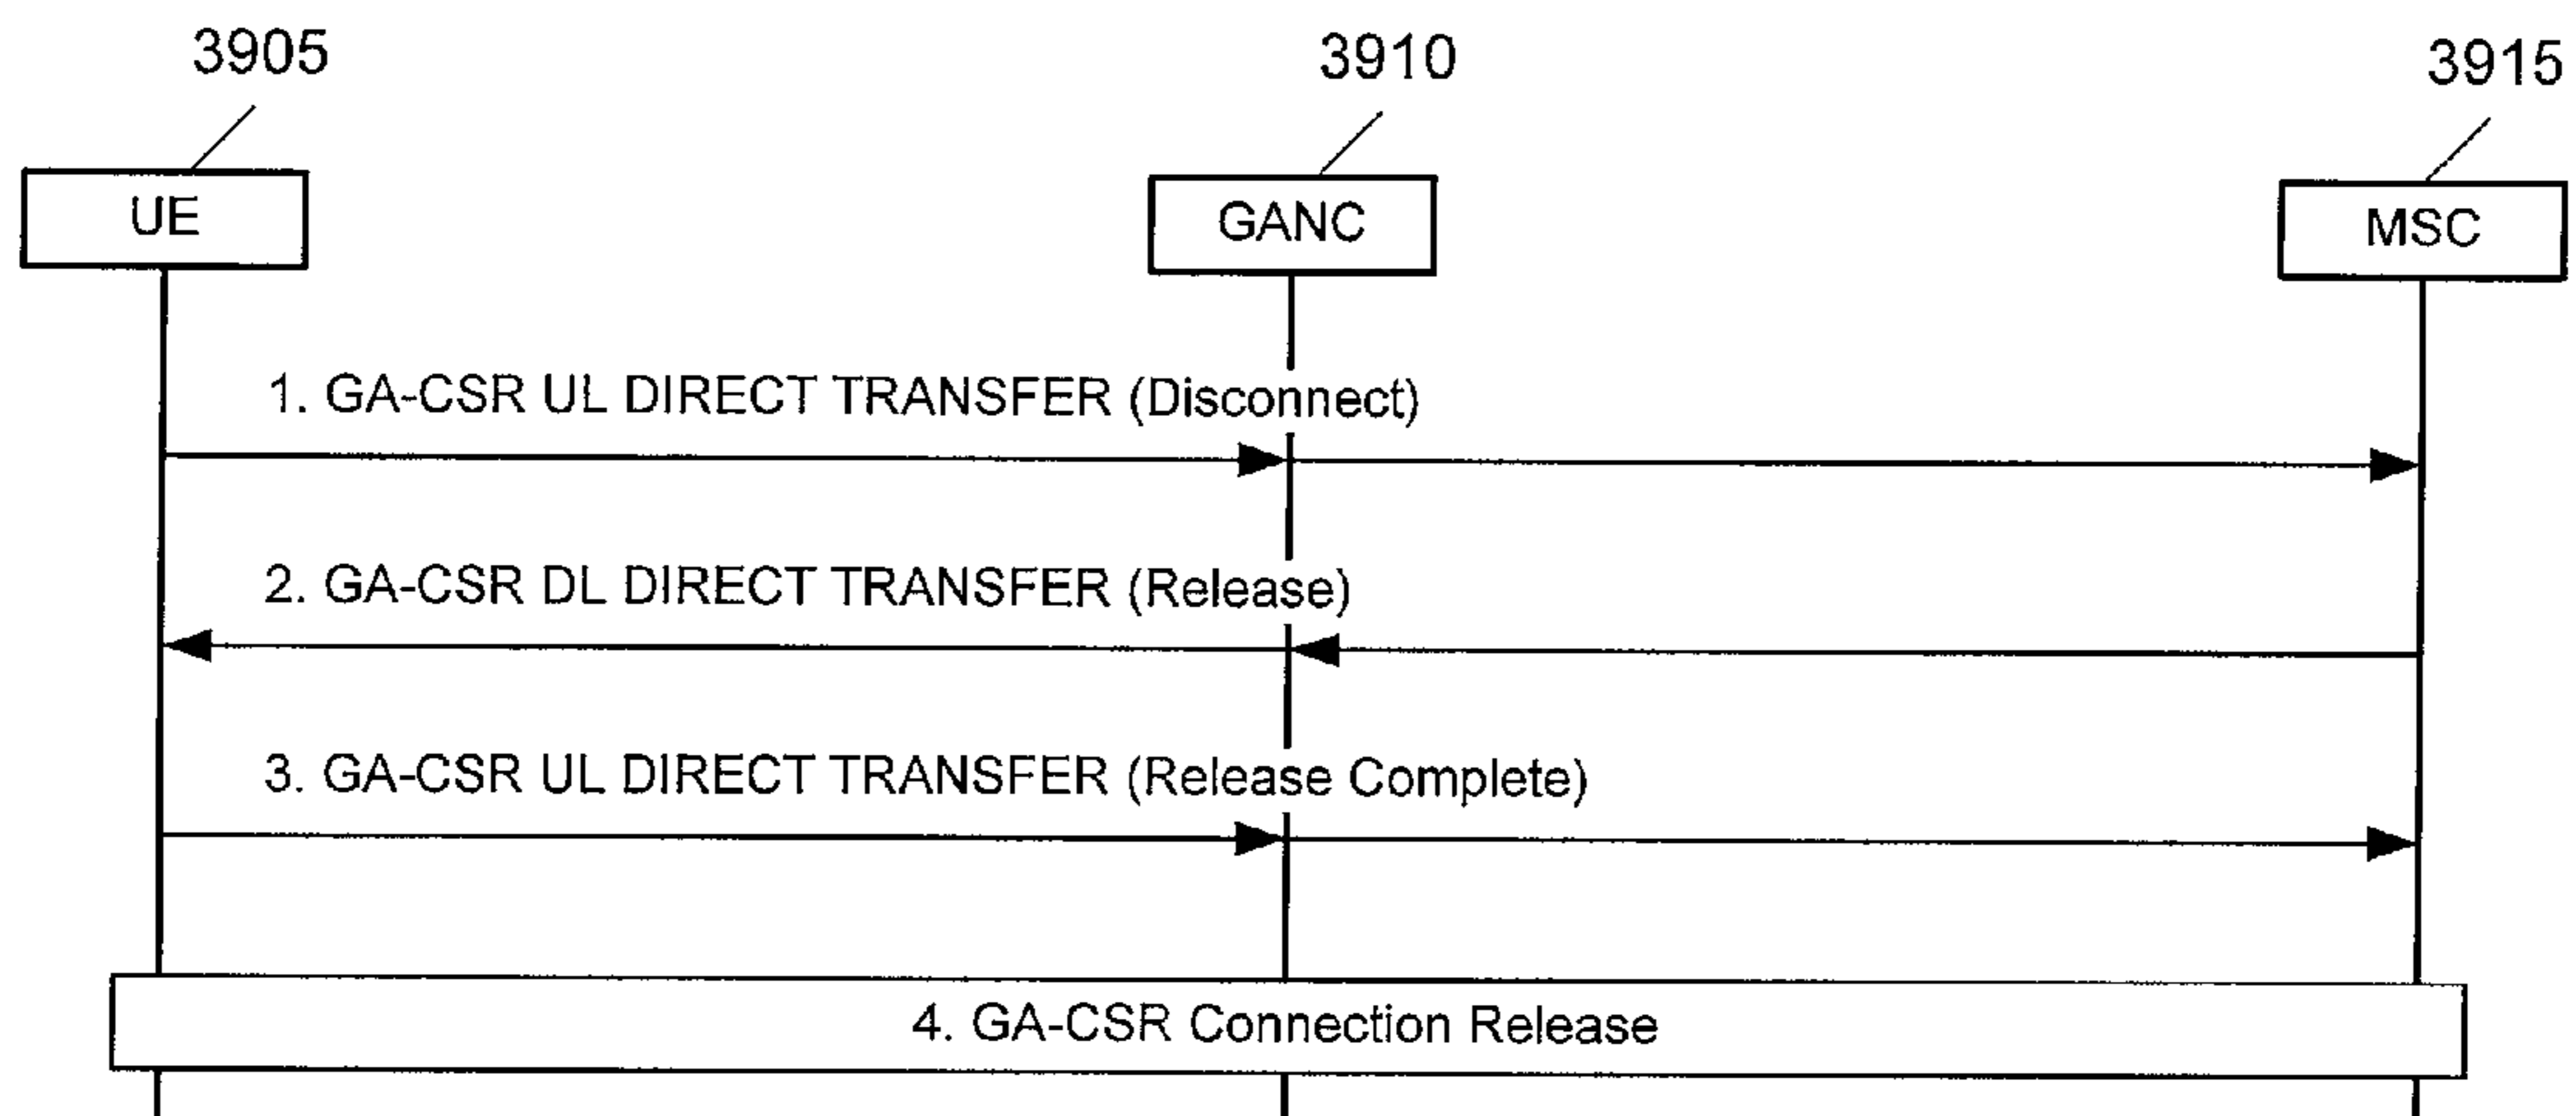 3905
3910
3915
UE
GANC
MSC
1. GA-CSR UL DIRECT TRANSFER (Disconnect)
2. GA-CSR DL DIRECT TRANSFER (Release)
3. GA-CSR UL DIRECT TRANSFER (Release Complete)
4. GA-CSR Connection Release